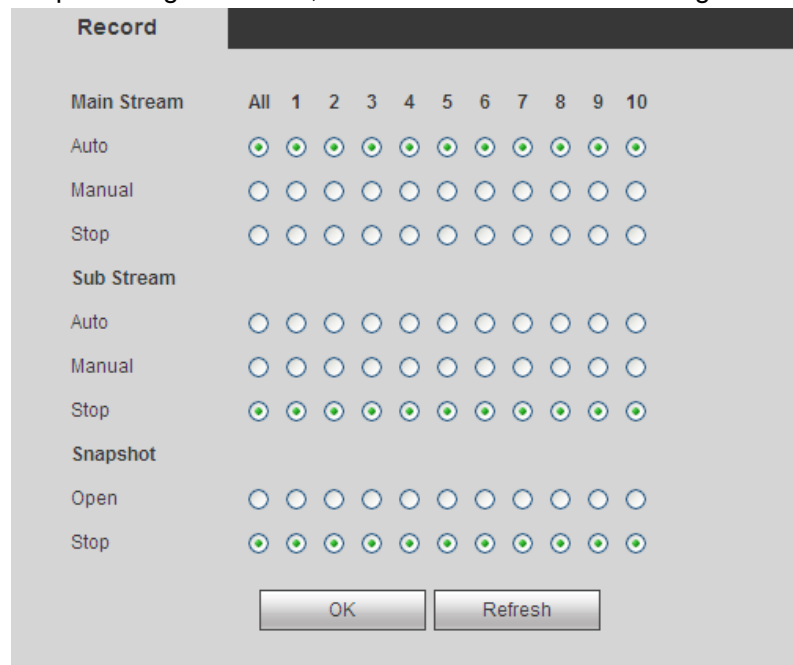 Record
Main Stream All 1 2 3 4 5 6 7 8 9 10
Auto
Manual
Stop
Sub Stream
Auto
Manual
Stop
Snapshot
Open
Stop
OK Refresh